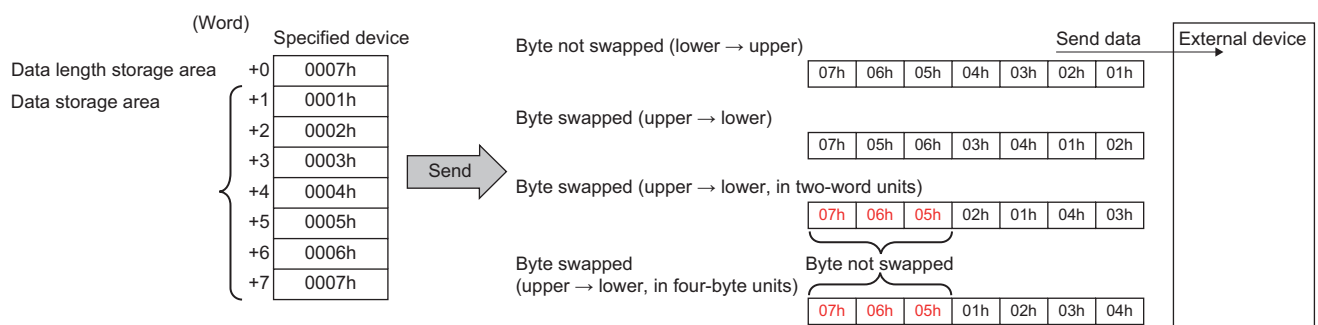 (Word)
Specified device
Data length storage area +0 0007h
Data storage area +1 0001h
+2 0002h
+3 0003h
+4 0004h
+5 0005h
+6 0006h
+7 0007h
Send
Byte not swapped (lower → upper)
Send data
External device
07h 06h 05h 04h 03h 02h 01h
Byte swapped (upper → lower)
07h 05h 06h 03h 04h 01h 02h
Byte swapped (upper → lower, in two-word units)
07h 06h 05h 02h 01h 04h 03h
Byte not swapped
Byte swapped
(upper → lower, in four-byte units)
07h 06h 05h 01h 02h 03h 04h